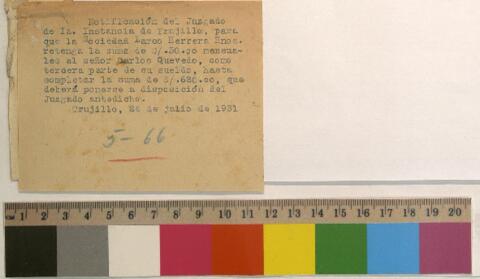 Notificación del Juzgado
de 1a. Instancia de Trujillo, para
que la Sociedad Larco Herrera Hnos.
retenga la suma de S/.50.oo mensua-
les al señor Carlos Quevedo, como
tercera parte de su sueldo, hasta
completar la suma de S/.680.oo, que
deberá ponerse a disposición del
Juzgado antedicho.
Trujillo, 24 de julio de 1931
5-66
1 2 3 4 5 6 7 8 9 10 11 12 13 14 15 16 17 18 19 20